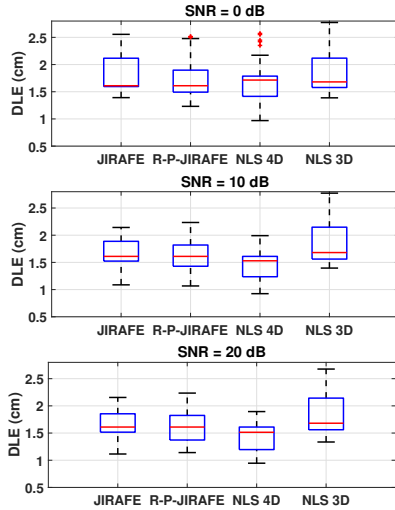 SNR = 0 dB
DLE (cm)
2.5
2
1.5
1
0.5
JIRAFE R-P-JIRAFE NLS 4D NLS 3D
SNR = 10 dB
DLE (cm)
2.5
2
1.5
1
0.5
JIRAFE R-P-JIRAFE NLS 4D NLS 3D
SNR = 20 dB
DLE (cm)
2.5
2
1.5
1
0.5
JIRAFE R-P-JIRAFE NLS 4D NLS 3D